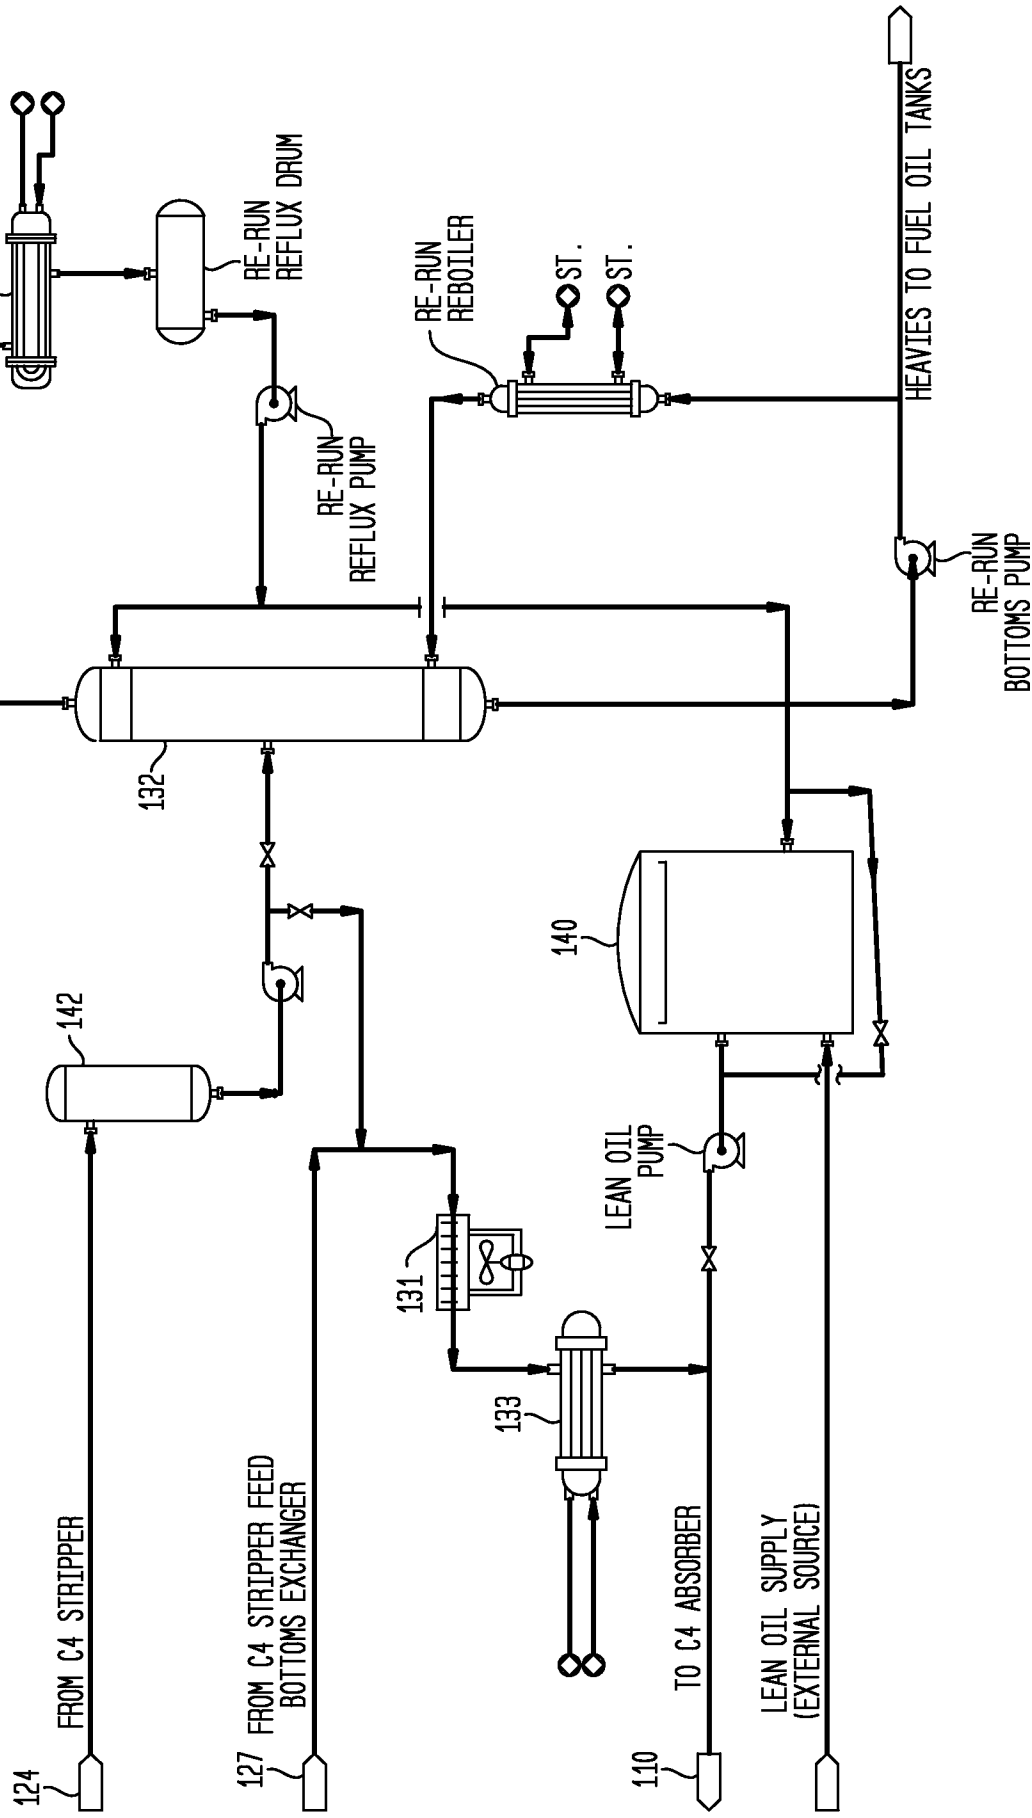 124
FROM C4 STRIPPER
142
132
RE-RUN
REFLUX DRUM
RE-RUN
REFLUX PUMP
127
FROM C4 STRIPPER FEED
BOTTOMS EXCHANGER
131
133
RE-RUN
REBOILER
ST.
ST.
140
LEAN OIL
PUMP
110
TO C4 ABSORBER
LEAN OIL SUPPLY
(EXTERNAL SOURCE)
HEAVIES TO FUEL OIL TANKS
RE-RUN
BOTTOMS PUMP